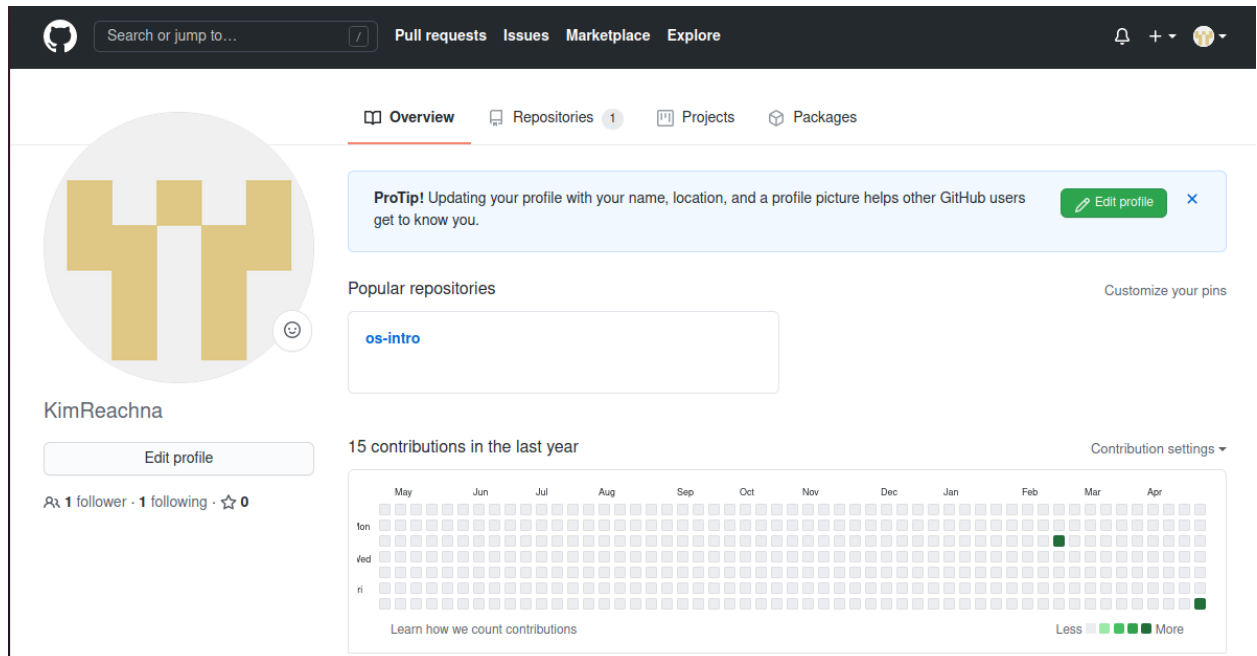 Search or jump to…
/
Pull requests Issues Marketplace Explore
Overview Repositories 1 Projects Packages
ProTip! Updating your profile with your name, location, and a profile picture helps other GitHub users
get to know you.
Edit profile
Popular repositories
Customize your pins
os-intro
KimReachna
Edit profile
1 follower · 1 following · 0
15 contributions in the last year
Contribution settings
May Jun Jul Aug Sep Oct Nov Dec Jan Feb Mar Apr
Mon
Wed
ri
Learn how we count contributions
Less More